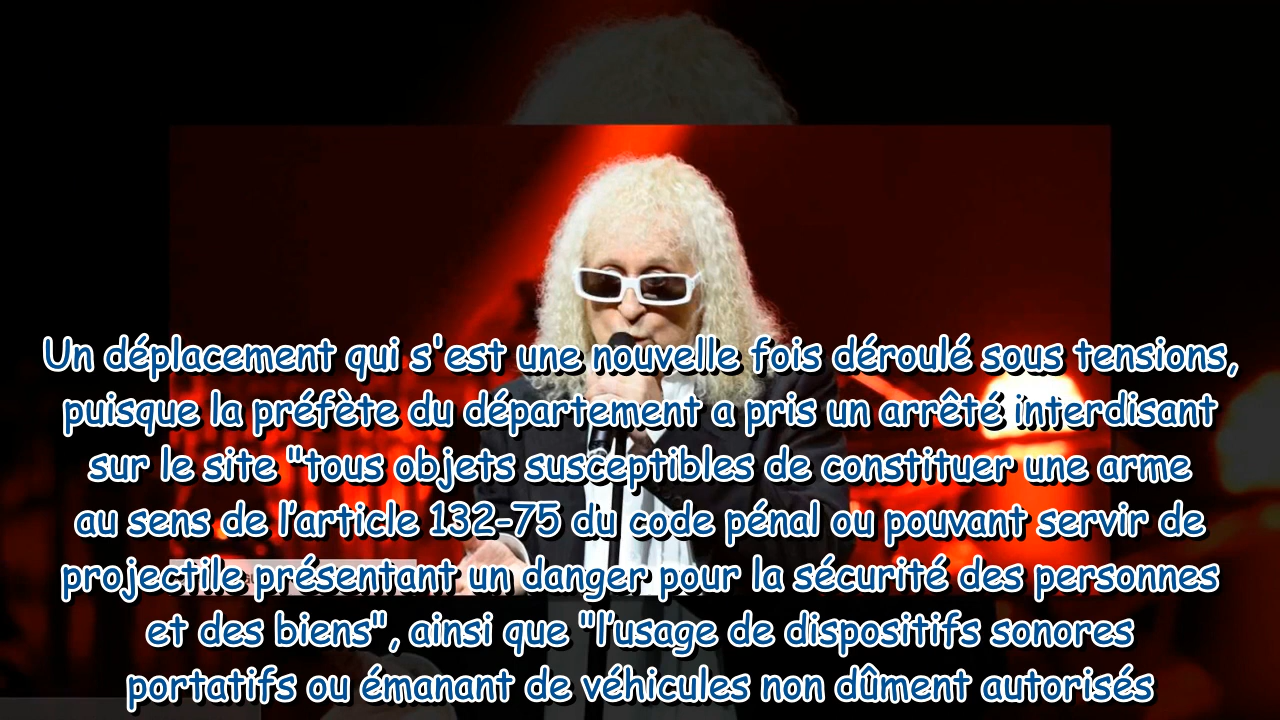 Un déplacement qui s'est une nouvelle fois déroulé sous tensions,
puisque la préfète du département a pris un arrêté interdisant
sur le site "tous objets susceptibles de constituer une arme
au sens de l’article 132-75 du code pénal ou pouvant servir de
projectile présentant un danger pour la sécurité des personnes
et des biens", ainsi que "l’usage de dispositifs sonores
portatifs ou émanant de véhicules non dûment autorisés